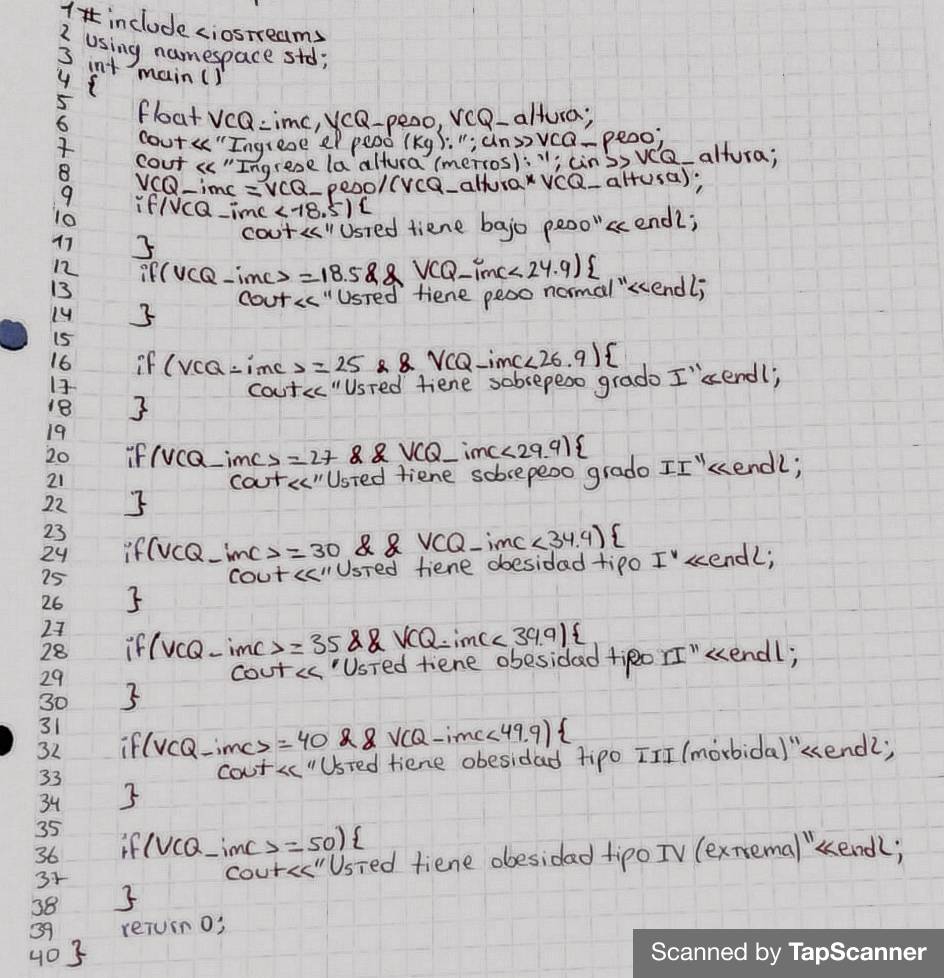 1 #include <iostream>
2 using namespace std;
3 int main()
4 {
5
6 float VCQ_imc, VCQ_peso, VCQ_altura;
7 cout<<"Ingrese el peso (Kg):"; cin>>VCQ_peso;
8 cout << "Ingrese la altura (metros):"; cin>>VCQ_altura;
9 VCQ_imc = VCQ_peso/(VCQ_altura*VCQ_altura);
10 if(VCQ_imc <18.5){
cout<<"Usted tiene bajo peso"<<endl;
11 }
12 if(VCQ_imc>=18.5&& VCQ_imc<24.9){
13 cout<<"Usted tiene peso normal"<<endl;
14 }
15
16 if(VCQ_imc >=25 && VCQ_imc<26.9){
17 cout<<"Usted tiene sobrepeso grado I"<<endl;
18 }
19
20 if(VCQ_imc>=27 && VCQ_imc<29.9){
21 cout<<"Usted tiene sobrepeso grado II"<<endl;
22 }
23
24 if(VCQ_imc>=30 && VCQ_imc<34.9){
25 cout<<"Usted tiene obesidad tipo I"<<endl;
26 }
27
28 if(VCQ_imc>=35 && VCQ_imc<39.9){
29 cout<<"Usted tiene obesidad tipo II"<<endl;
30 }
31
32 if(VCQ_imc>=40 && VCQ_imc<49.9){
33 cout<<"Usted tiene obesidad tipo III (mórbida)"<<endl;
34 }
35
36 if(VCQ_imc>=50){
37 cout<<"Usted tiene obesidad tipo IV (extrema)"<<endl;
38 }
39 return 0;
40 }
Scanned by TapScanner